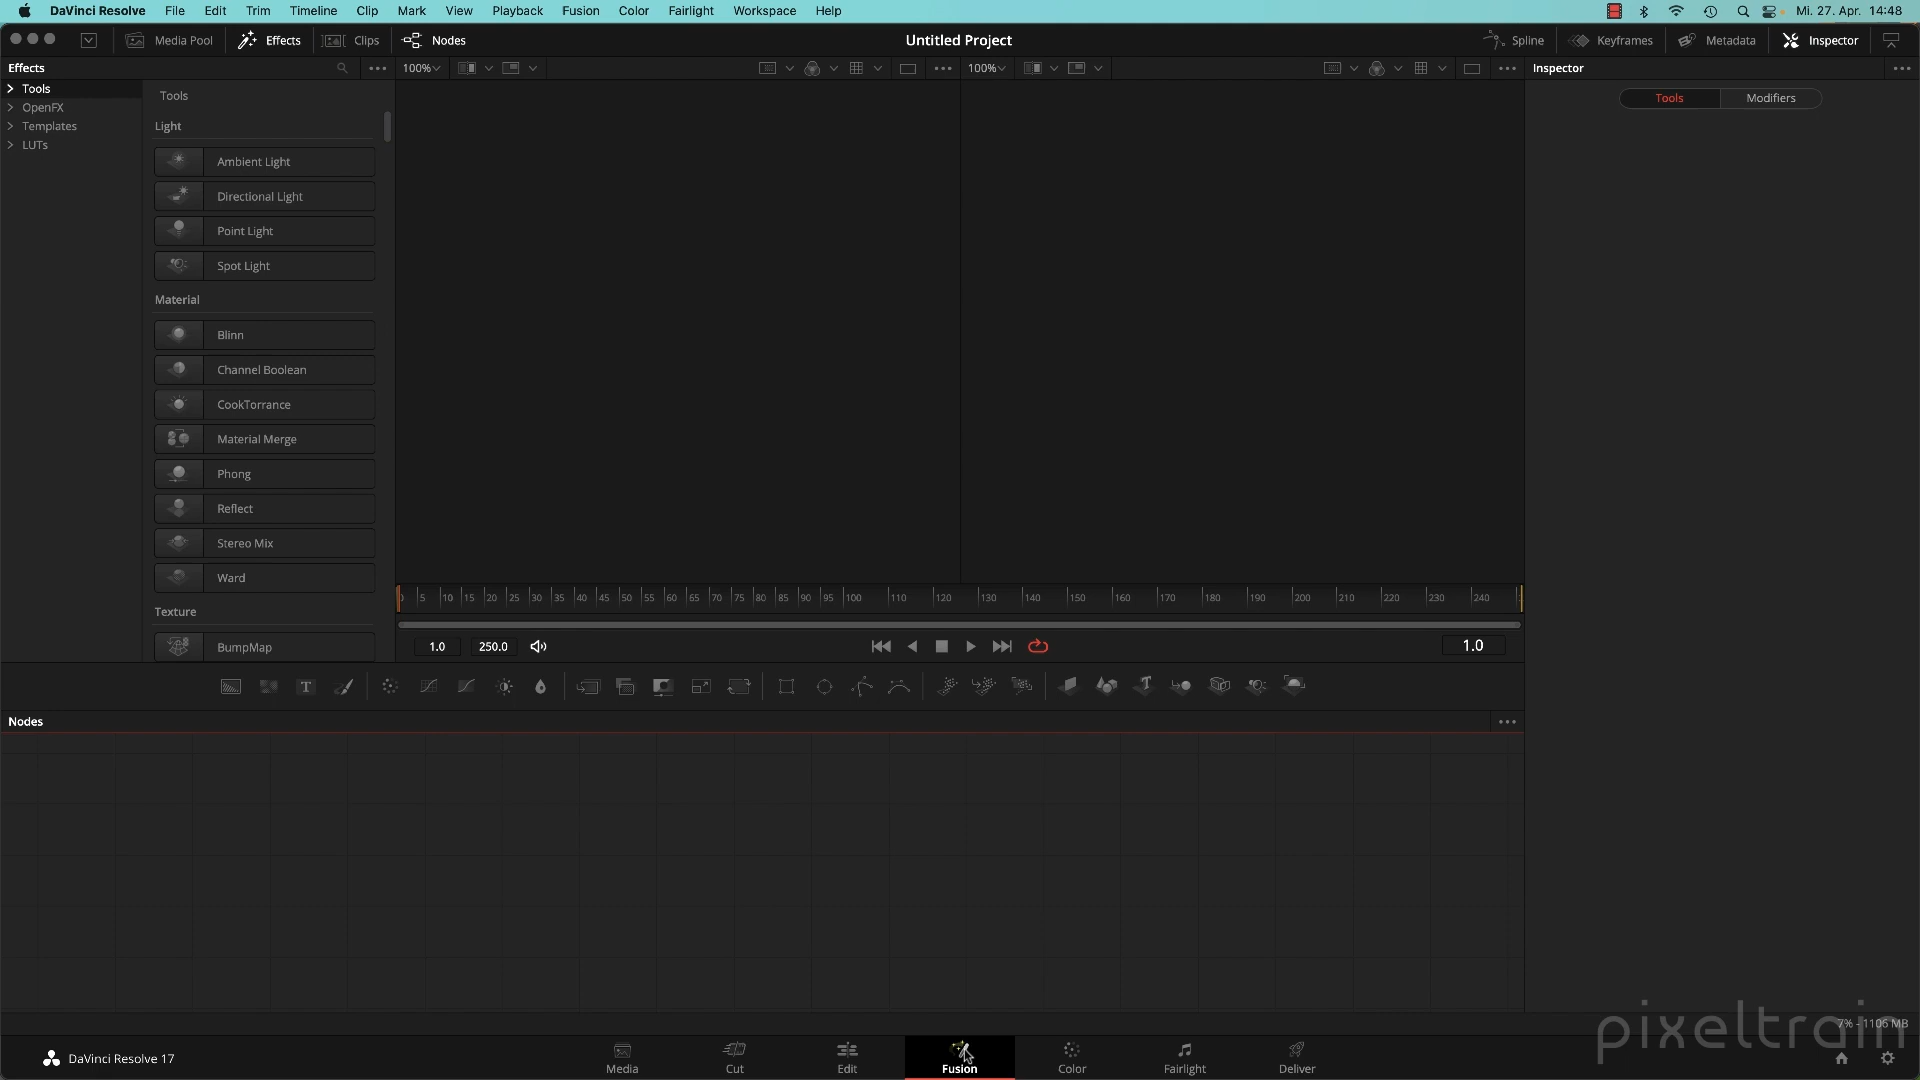 DaVinci Resolve File Edit Trim Timeline Clip Mark View Playback Fusion Color Fairlight Workspace Help Mi. 27. Apr. 14:48
Media Pool Effects Clips Nodes Untitled Project Spline Keyframes Metadata Inspector
Effects 100% 100% Inspector
Tools
OpenFX
Templates
LUTs
Tools
Light
Ambient Light
Directional Light
Point Light
Spot Light
Material
Blinn
Channel Boolean
CookTorrance
Material Merge
Phong
Reflect
Stereo Mix
Ward
Texture
BumpMap
Tools Modifiers
5 10 15 20 25 30 35 40 45 50 55 60 65 70 75 80 85 90 95 100 110 120 130 140 150 160 170 180 190 200 210 220 230 240
1.0 250.0 1.0
T
Nodes
pixeltrain
7% - 1106 MB
DaVinci Resolve 17
Media Cut Edit Fusion Color Fairlight Deliver